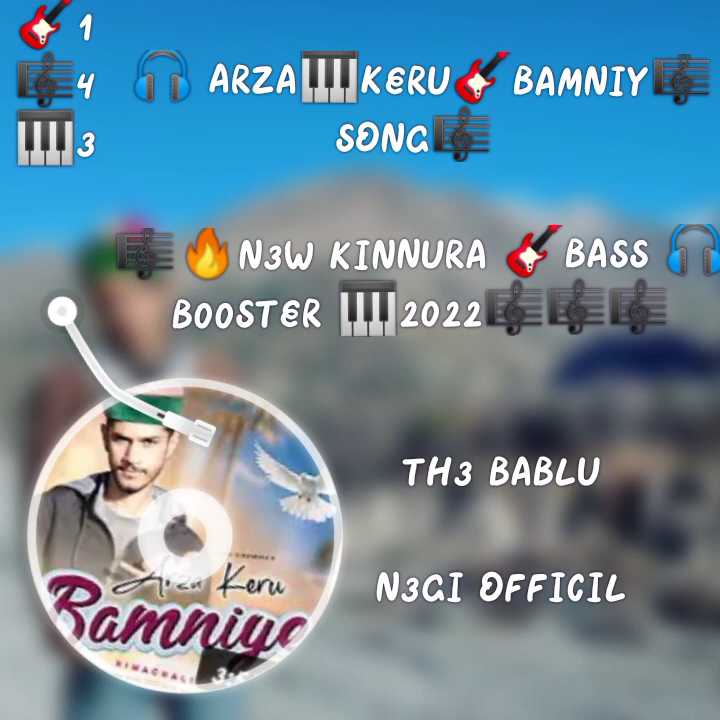 🎸 1
🎼 4
🎹 3
🎧 ARZA🎹KERU🎸 BAMNIY🎼
SONG🎼
🎼 🔥N3W KINNURA 🎸 BASS 🎧
BOOSTER 🎹2022🎼🎼🎼
TH3 BABLU
N3GI OFFICIL
Arza Keru
Bamniya
HIMACHALI